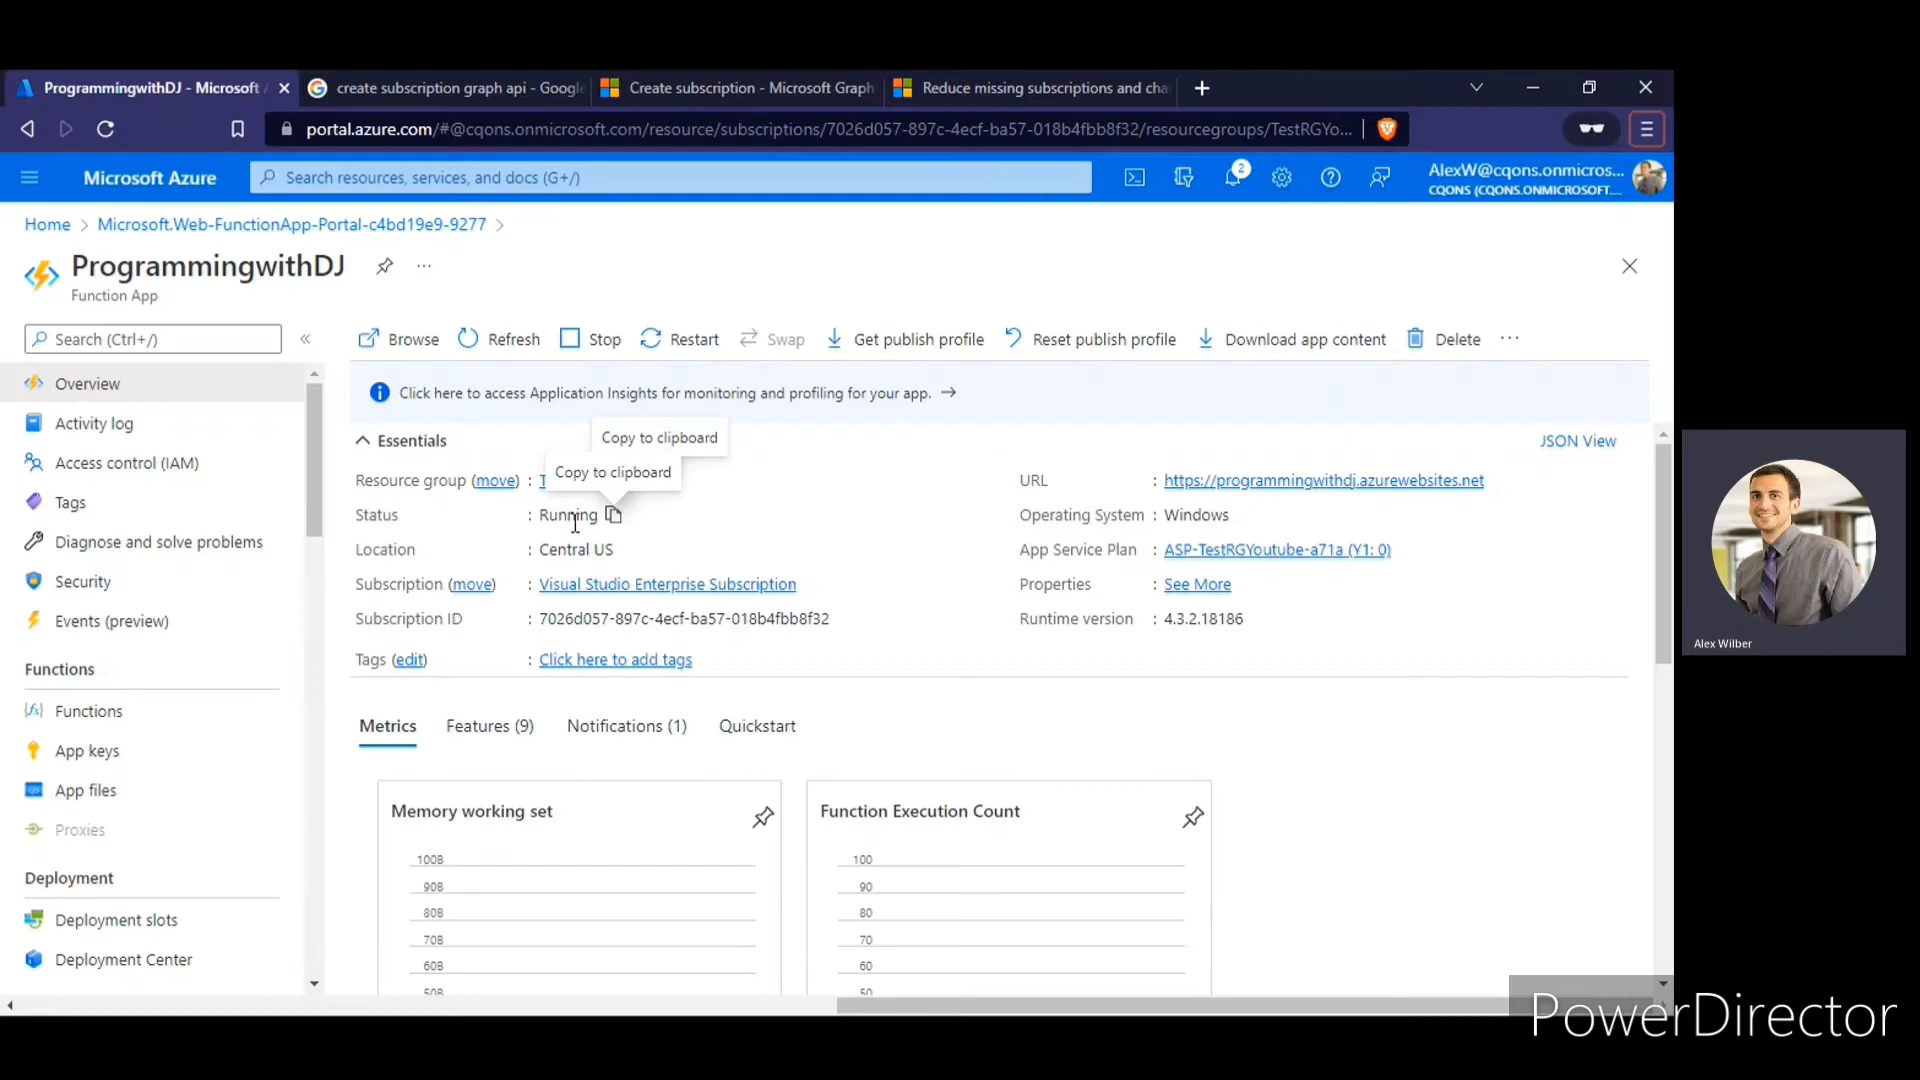 ProgrammingwithDJ - Microsoft
create subscription graph api - Googl
Create subscription - Microsoft Graph
Reduce missing subscriptions and cha
portal.azure.com/#@cqons.onmicrosoft.com/resource/subscriptions/7026d057-897c-4ecf-ba57-018b4fbb8f32/resourcegroups/TestRGYo...
Microsoft Azure
Search resources, services, and docs (G+/)
2
AlexW@cqons.onmicros...
CQONS (CQONS.ONMICROSOFT....
Home > Microsoft.Web-FunctionApp-Portal-c4bd19e9-9277 >
ProgrammingwithDJ
...
Function App
Search (Ctrl+/)
«
Overview
Activity log
Access control (IAM)
Tags
Diagnose and solve problems
Security
Events (preview)
Functions
Functions
App keys
App files
Proxies
Deployment
Deployment slots
Deployment Center
Browse
Refresh
Stop
Restart
Swap
Get publish profile
Reset publish profile
Download app content
Delete
...
Click here to access Application Insights for monitoring and profiling for your app. →
Copy to clipboard
Essentials
JSON View
Copy to clipboard
Resource group (move) : T
Status : Running
Location : Central US
Subscription (move) : Visual Studio Enterprise Subscription
Subscription ID : 7026d057-897c-4ecf-ba57-018b4fbb8f32
Tags (edit) : Click here to add tags
URL : https://programmingwithdj.azurewebsites.net
Operating System : Windows
App Service Plan : ASP-TestRGYoutube-a71a (Y1: 0)
Properties : See More
Runtime version : 4.3.2.18186
Metrics
Features (9)
Notifications (1)
Quickstart
Memory working set
100B
90B
80B
70B
60B
50B
Function Execution Count
100
90
80
70
60
50
Alex Wilber
PowerDirector